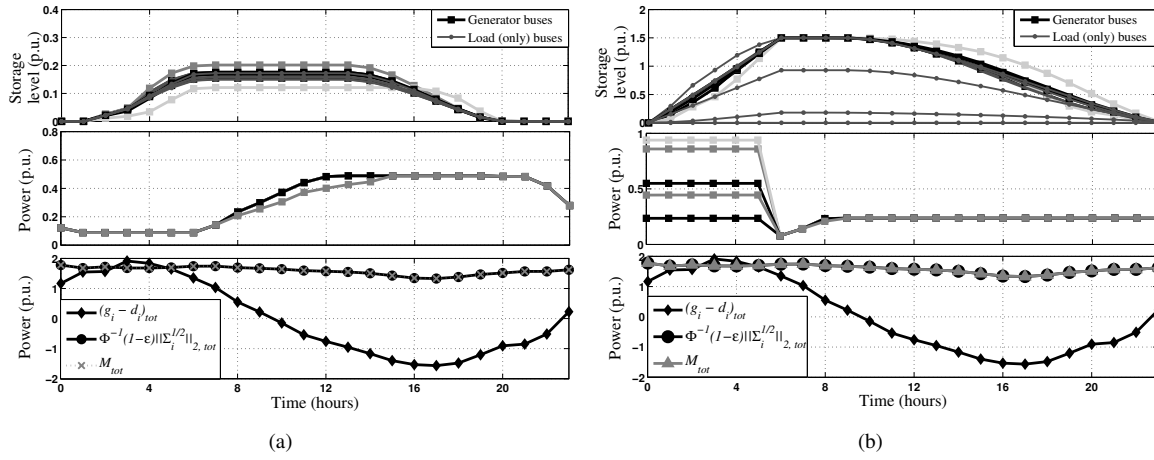 0.4
0.3
0.2
0.1
0
Storage
level (p.u.)
Generator buses
Load (only) buses
0.8
0.6
0.4
0.2
0
Power (p.u.)
2
1
0
−1
−2
Power (p.u.)
(g_i − d_i)_tot
Φ^−1(1−ε)||Σ_i^1/2||_2, tot
M_tot
0 4 8 12 16 20
Time (hours)
(a)
1.5
1.5
0.5
0
Storage
level (p.u.)
Generator buses
Load (only) buses
1
0.5
0
Power (p.u.)
2
1
0
−1
−2
Power (p.u.)
(g_i − d_i)_tot
Φ^−1(1−ε)||Σ_i^1/2||_2, tot
M_tot
0 4 8 12 16 20
Time (hours)
(b)